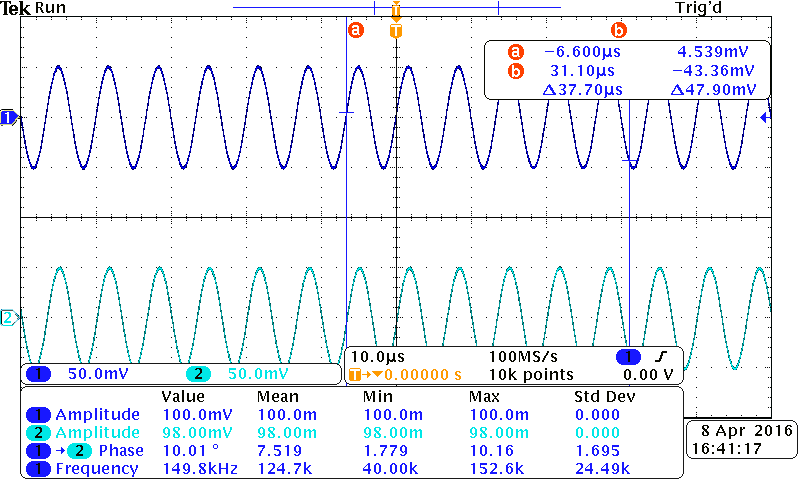 Tek Run Trig'd
T
a b
T
a −6.600µs 4.539mV
b 31.10µs −43.36mV
Δ37.70µs Δ47.90mV
1
2
1 50.0mV 2 50.0mV
10.0µs 100MS/s 1
T→▼0.00000 s 10k points 0.00 V
Value Mean Min Max Std Dev
1 Amplitude 100.0mV 100.0m 100.0m 100.0m 0.000
2 Amplitude 98.00mV 98.00m 98.00m 98.00m 0.000
1 → 2 Phase 10.01 ° 7.519 1.779 10.16 1.695
1 Frequency 149.8kHz 124.7k 40.00k 152.6k 24.49k
8 Apr 2016
16:41:17